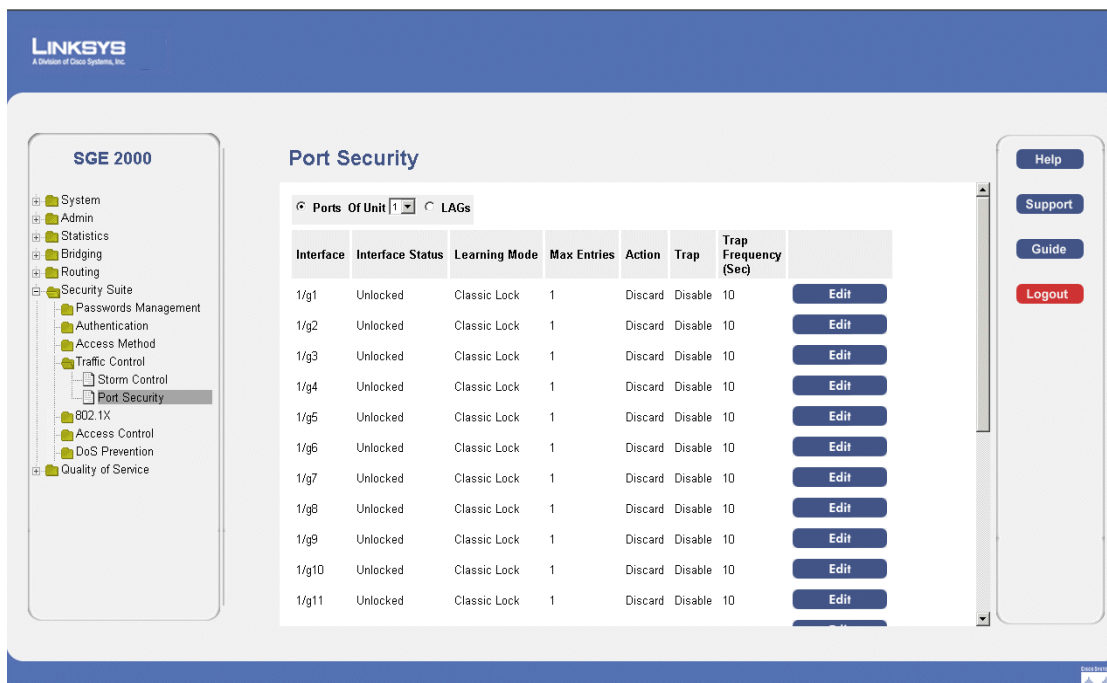 LINKSYS
A Division of Cisco Systems, Inc.
SGE 2000
System
Admin
Statistics
Bridging
Routing
Security Suite
Passwords Management
Authentication
Access Method
Traffic Control
Storm Control
Port Security
802.1X
Access Control
DoS Prevention
Quality of Service
Port Security
Ports Of Unit 1 LAGs
Interface Interface Status Learning Mode Max Entries Action Trap Trap Frequency (Sec)
1/g1 Unlocked Classic Lock 1 Discard Disable 10 Edit
1/g2 Unlocked Classic Lock 1 Discard Disable 10 Edit
1/g3 Unlocked Classic Lock 1 Discard Disable 10 Edit
1/g4 Unlocked Classic Lock 1 Discard Disable 10 Edit
1/g5 Unlocked Classic Lock 1 Discard Disable 10 Edit
1/g6 Unlocked Classic Lock 1 Discard Disable 10 Edit
1/g7 Unlocked Classic Lock 1 Discard Disable 10 Edit
1/g8 Unlocked Classic Lock 1 Discard Disable 10 Edit
1/g9 Unlocked Classic Lock 1 Discard Disable 10 Edit
1/g10 Unlocked Classic Lock 1 Discard Disable 10 Edit
1/g11 Unlocked Classic Lock 1 Discard Disable 10 Edit
Help
Support
Guide
Logout